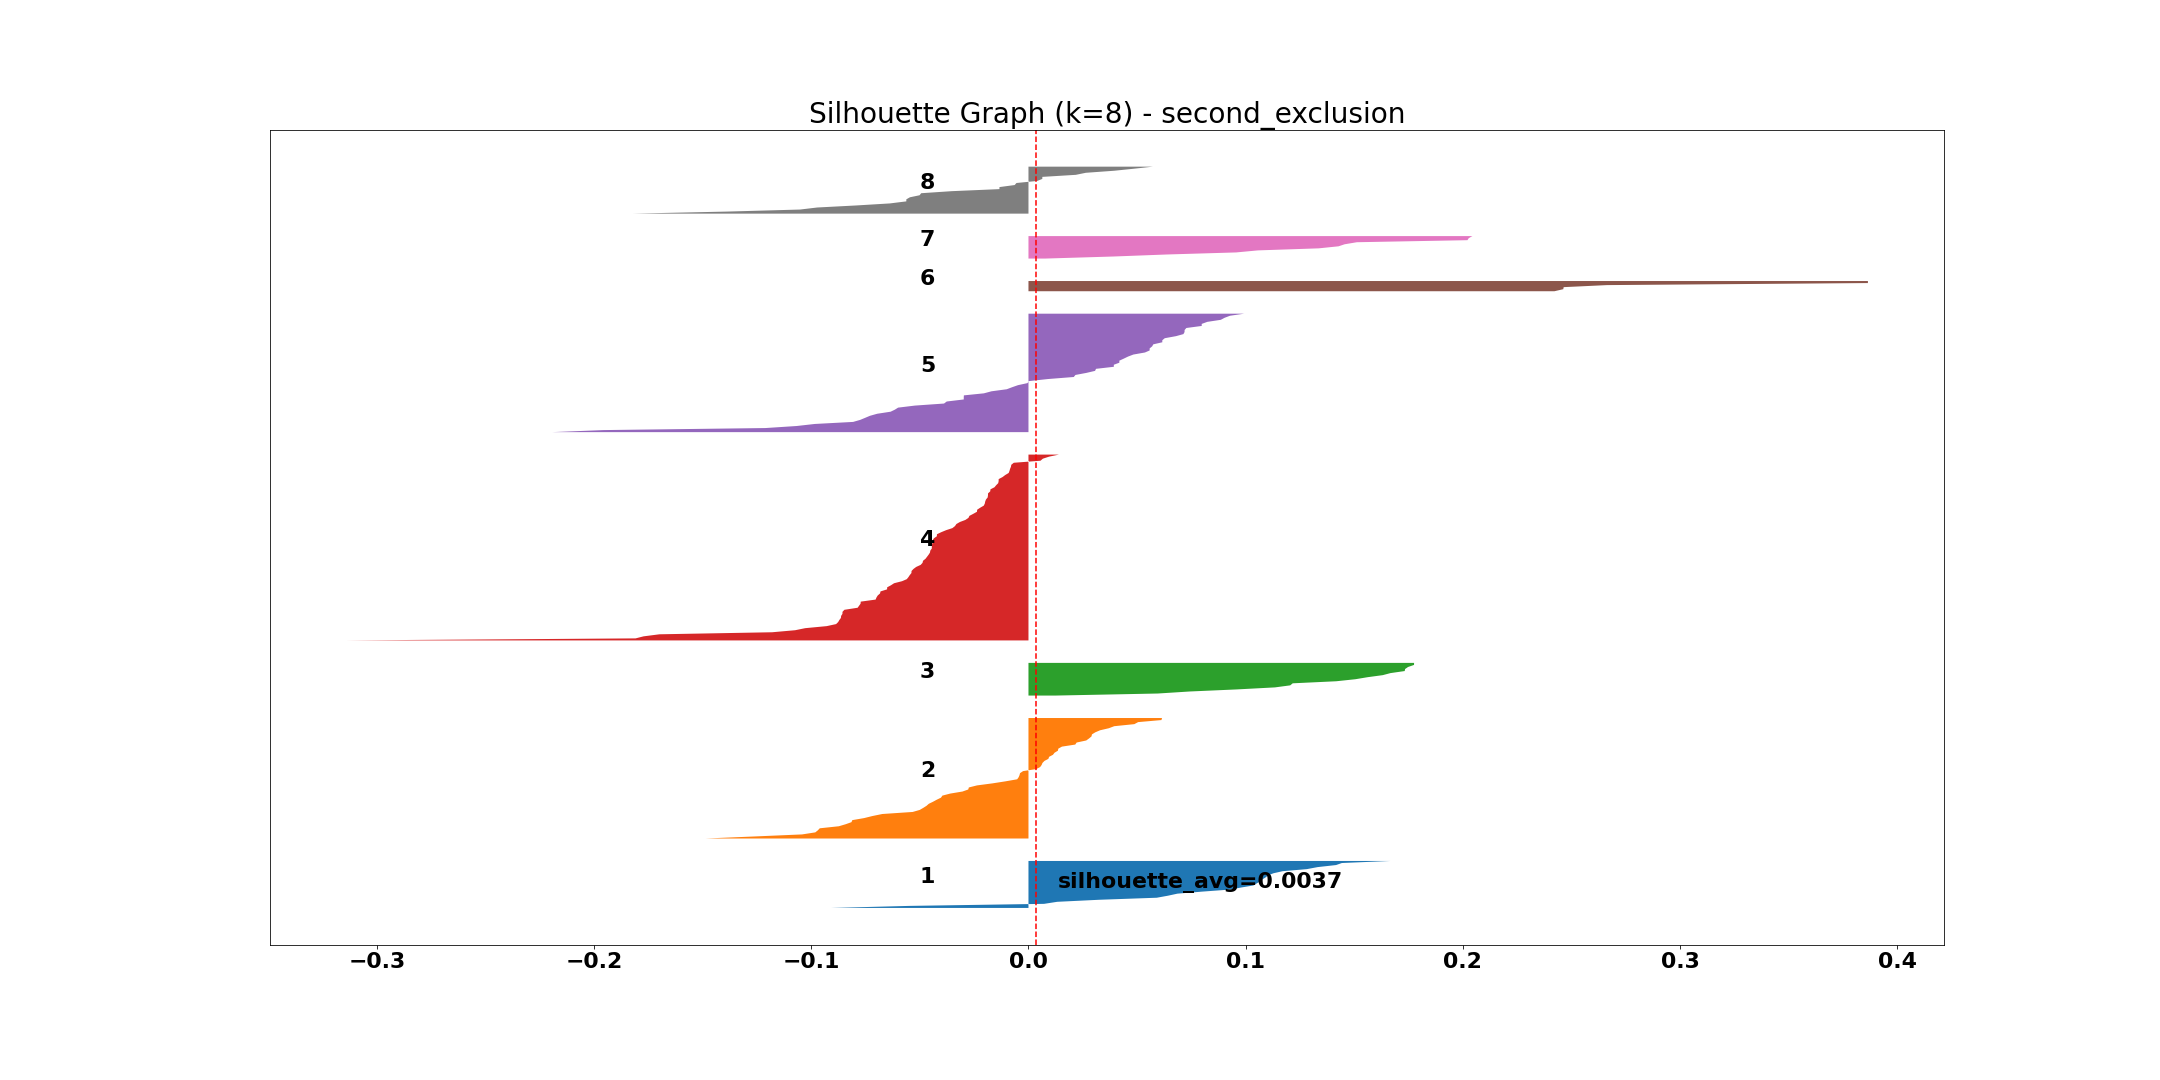 Silhouette Graph (k=8) - second_exclusion
8
7
6
5
4
3
2
1
silhouette_avg=0.0037
−0.3 −0.2 −0.1 0.0 0.1 0.2 0.3 0.4